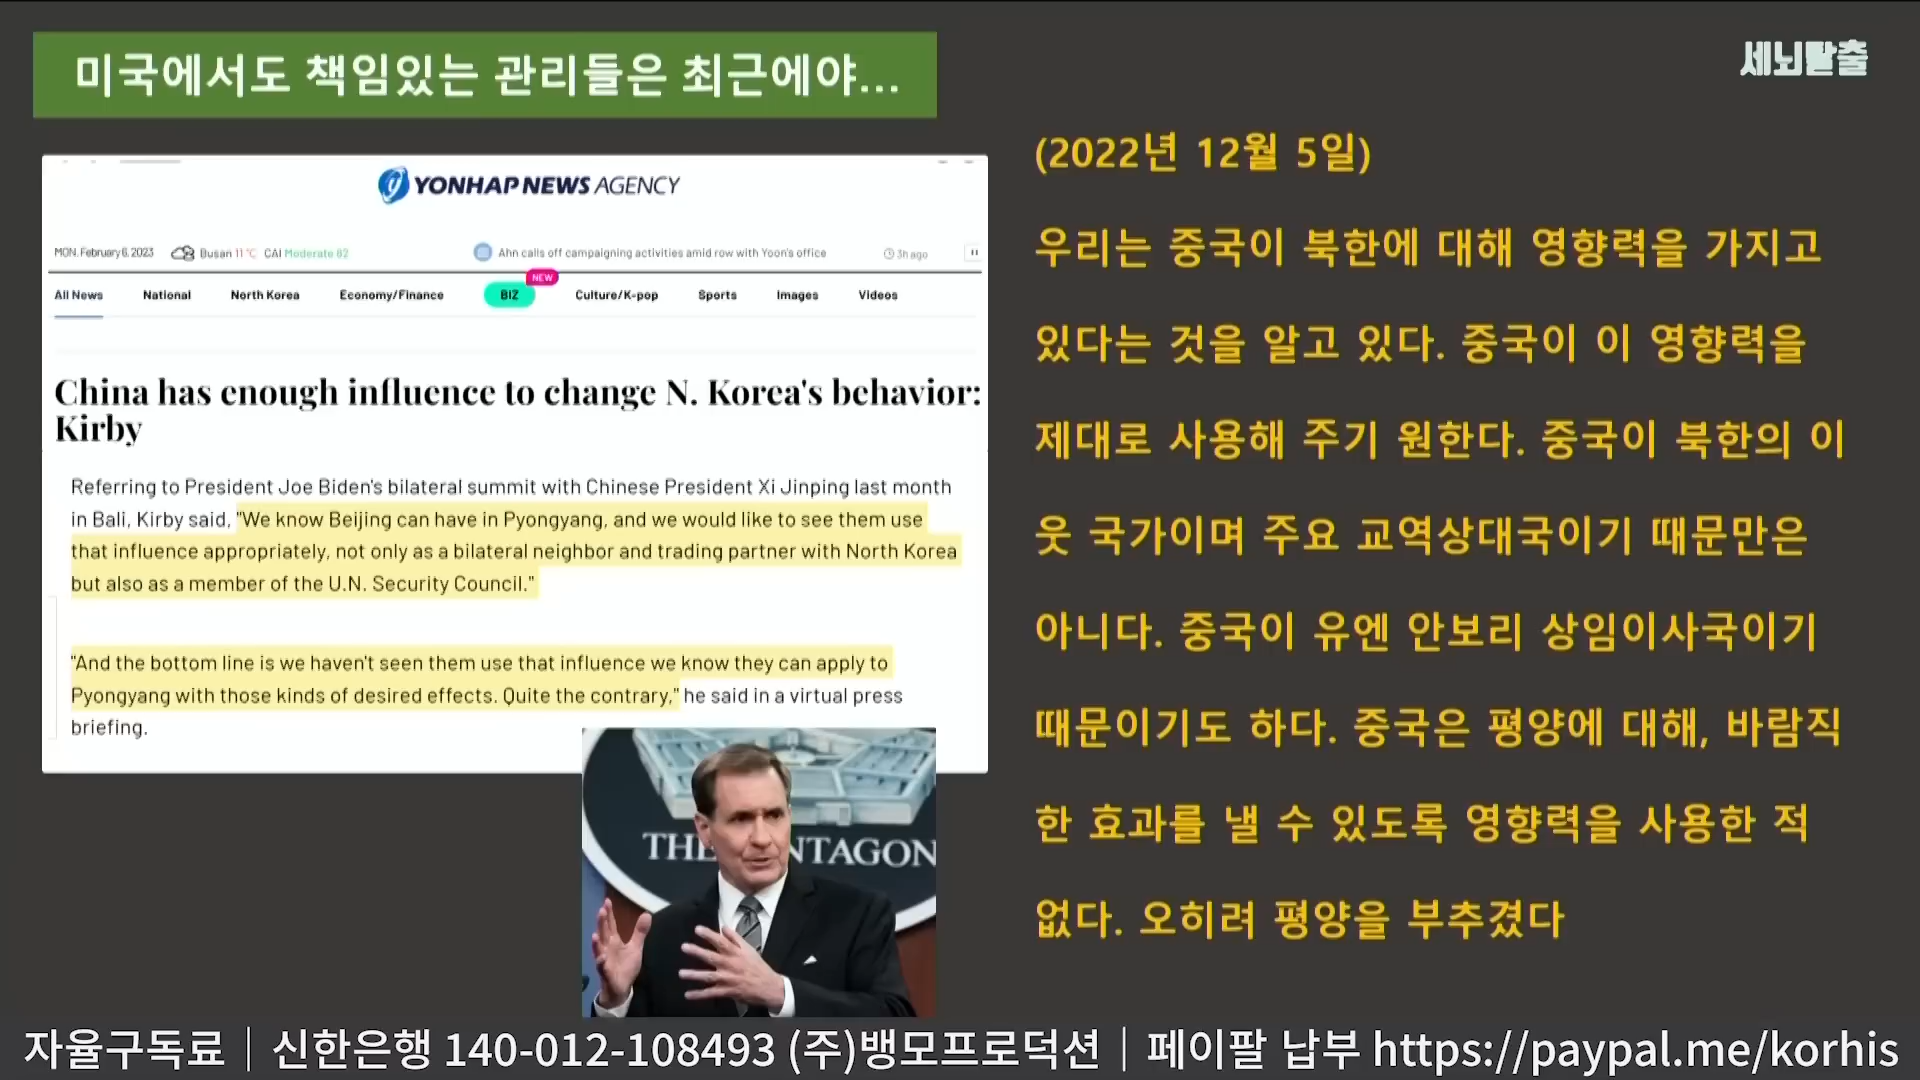 미국에서도 책임있는 관리들은 최근에야...
세뇌탈출
YONHAP NEWS AGENCY
MON. February 6, 2023 Busan 11 °C CAI Moderate 62 Ahn calls off campaigning activities amid row with Yoon's office 3h ago
NEW
All News National North Korea Economy/Finance BIZ Culture/K-pop Sports Images Videos
China has enough influence to change N. Korea's behavior:
Kirby
Referring to President Joe Biden's bilateral summit with Chinese President Xi Jinping last month
in Bali, Kirby said, "We know Beijing can have in Pyongyang, and we would like to see them use
that influence appropriately, not only as a bilateral neighbor and trading partner with North Korea
but also as a member of the U.N. Security Council."
"And the bottom line is we haven't seen them use that influence we know they can apply to
Pyongyang with those kinds of desired effects. Quite the contrary," he said in a virtual press
briefing.
THE NTAGON
(2022년 12월 5일)
우리는 중국이 북한에 대해 영향력을 가지고
있다는 것을 알고 있다. 중국이 이 영향력을
제대로 사용해 주기 원한다. 중국이 북한의 이
웃 국가이며 주요 교역상대국이기 때문만은
아니다. 중국이 유엔 안보리 상임이사국이기
때문이기도 하다. 중국은 평양에 대해, 바람직
한 효과를 낼 수 있도록 영향력을 사용한 적
없다. 오히려 평양을 부추겼다
자율구독료 | 신한은행 140-012-108493 (주)뱅모프로덕션 | 페이팔 납부 https://paypal.me/korhis